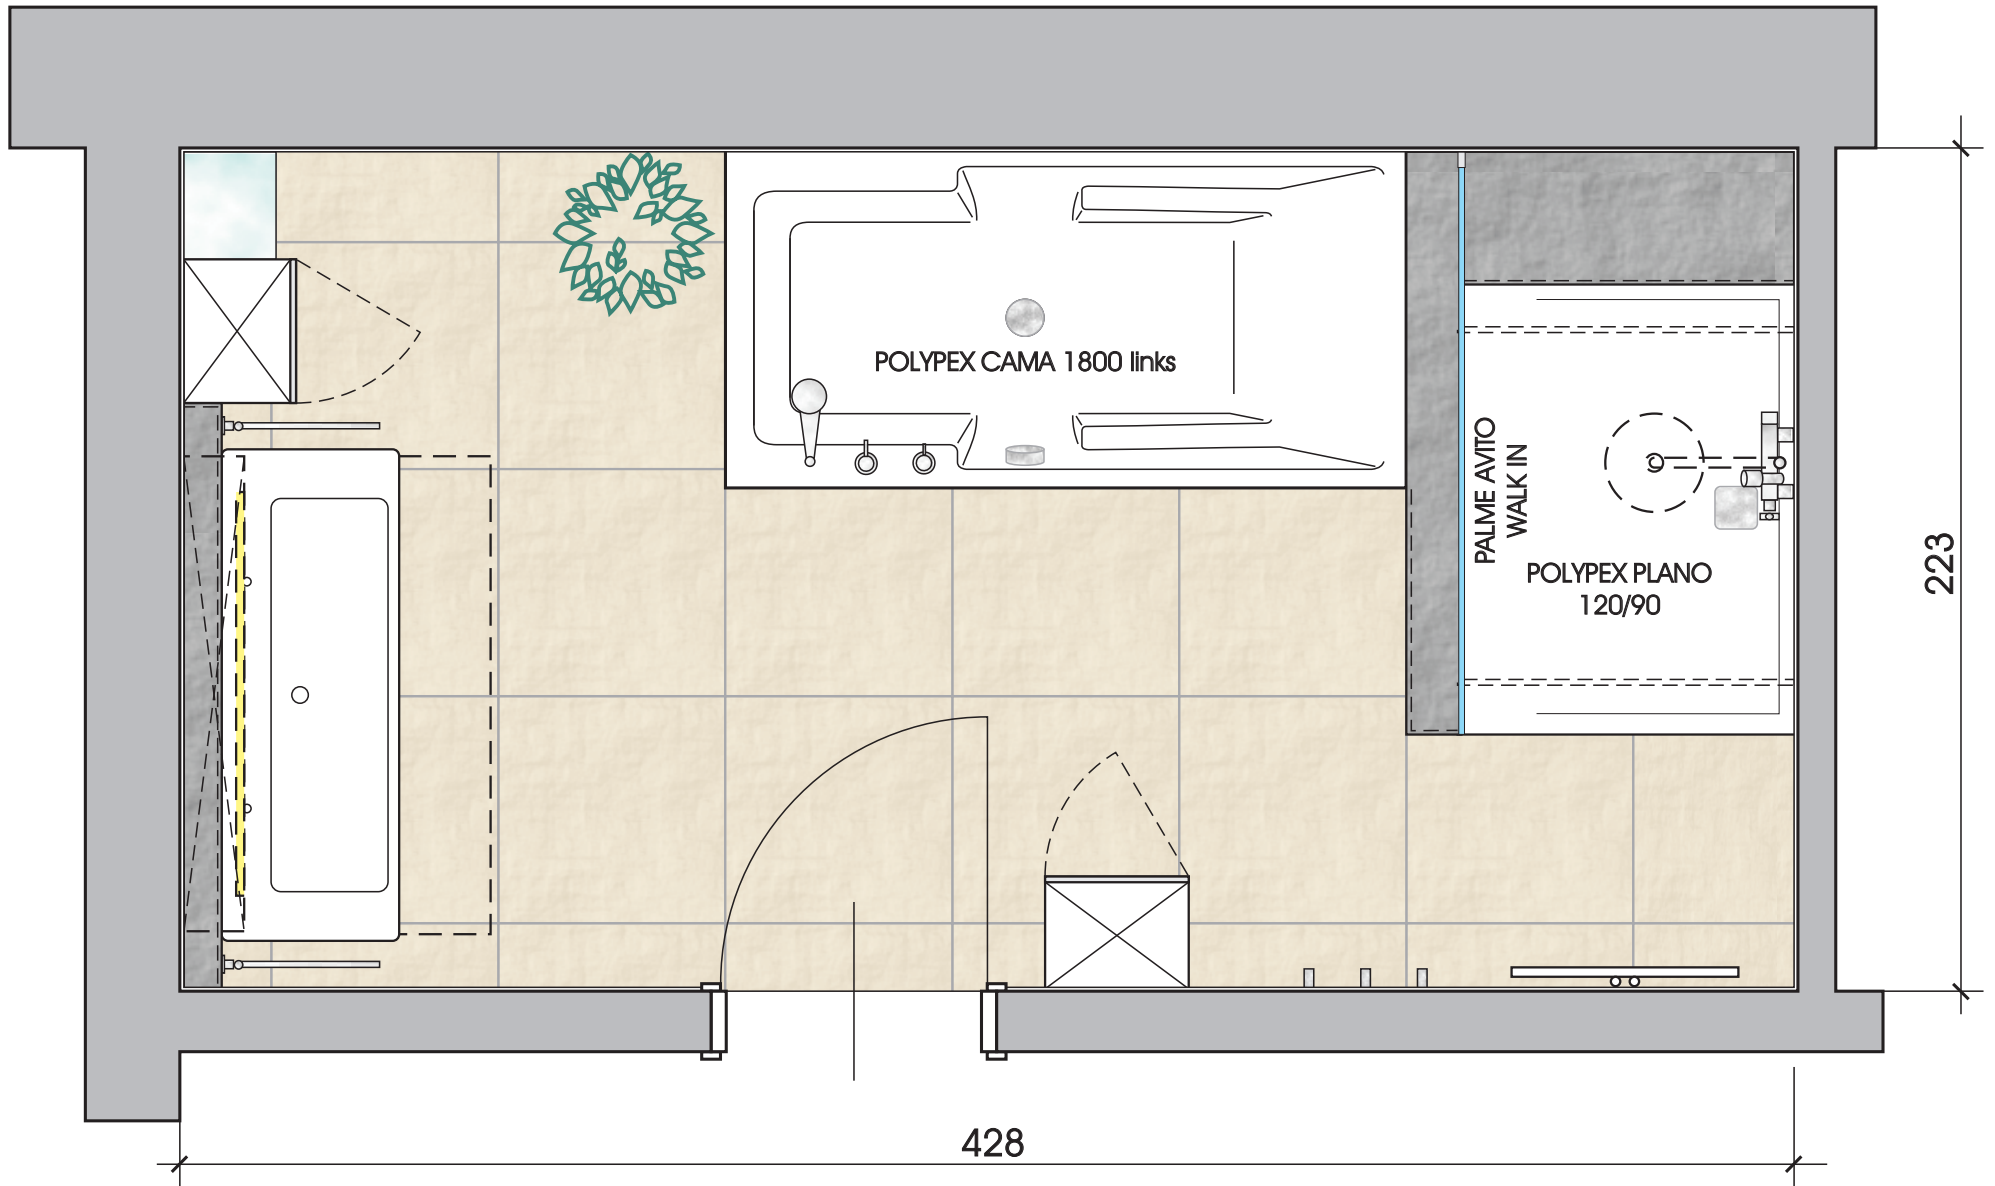 POLYPEX CAMA 1800 links
PALME AVITO
WALK IN
POLYPEX PLANO
120/90
223
428